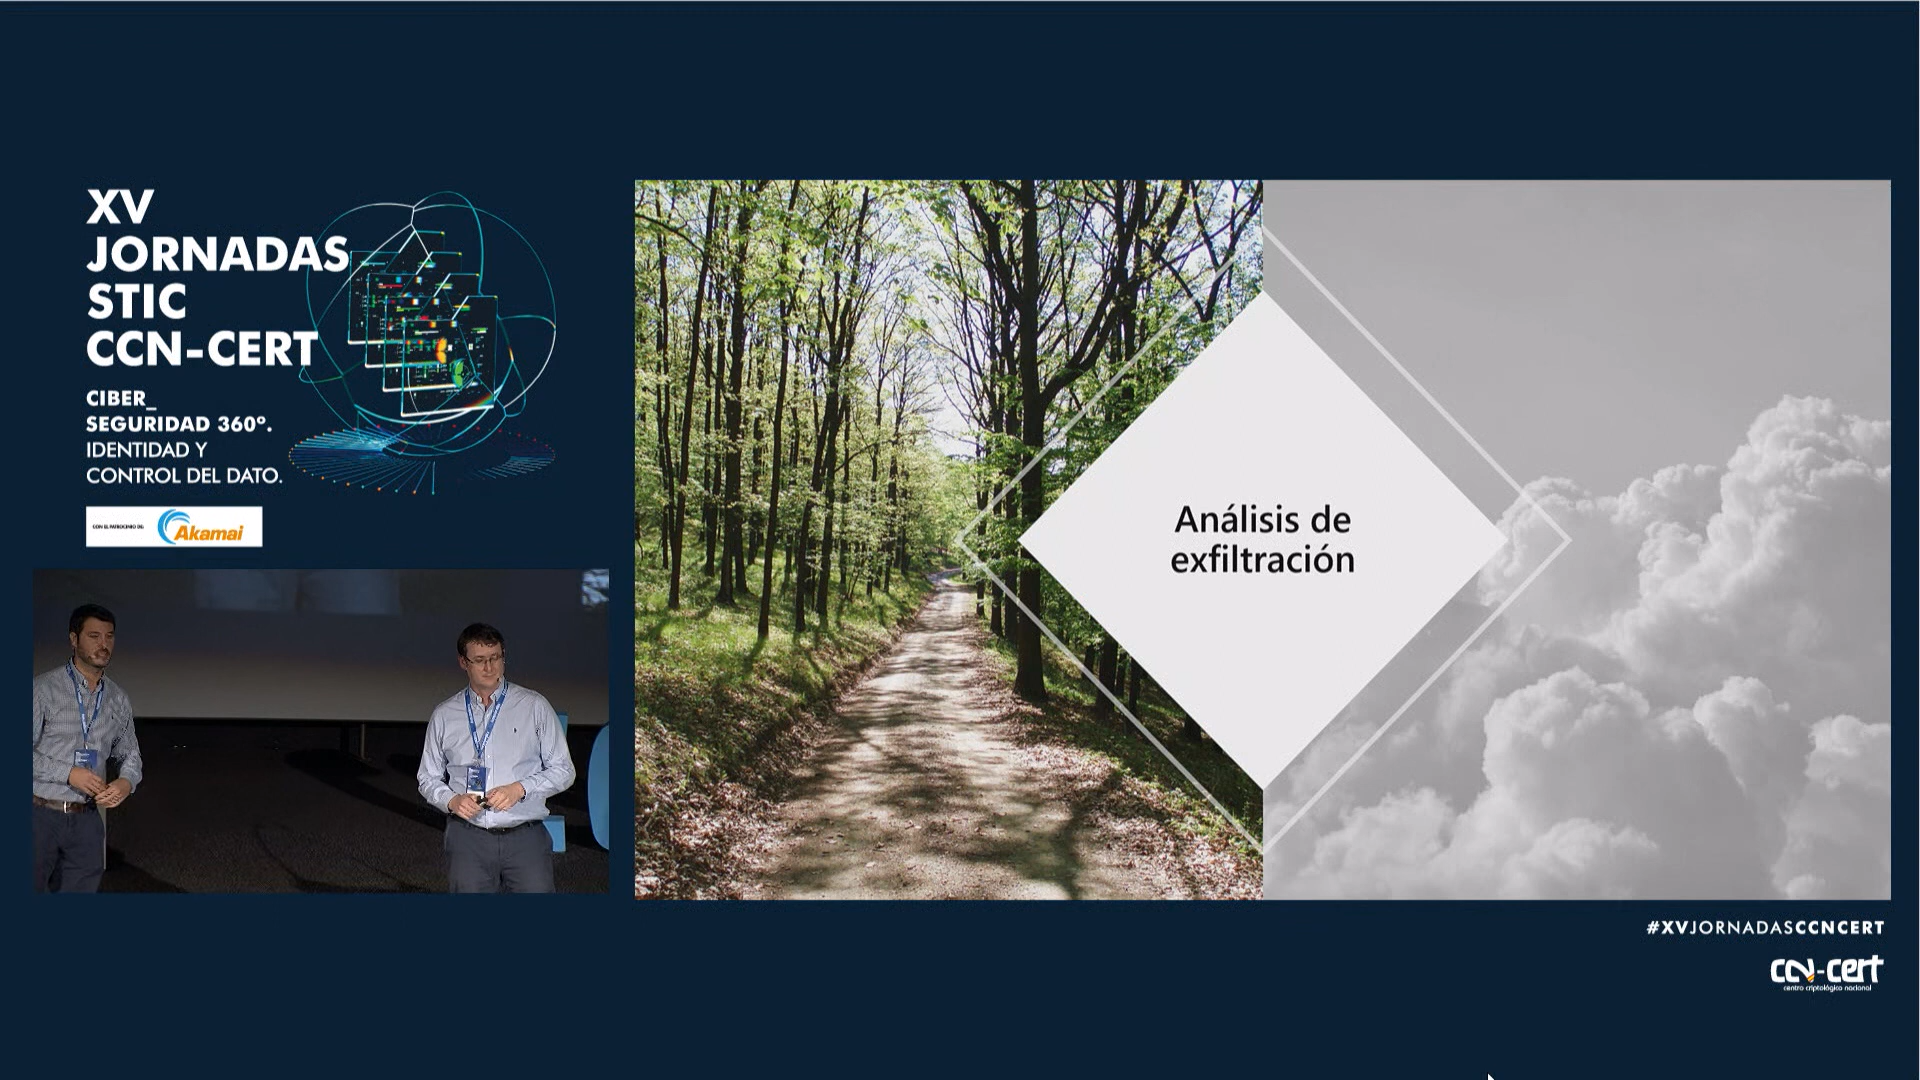 XV
JORNADAS
STIC
CCN-CERT
CIBER_
SEGURIDAD 360º.
IDENTIDAD Y
CONTROL DEL DATO.
CON EL PATROCINIO DE:
Akamai
Análisis de
exfiltración
#XVJORNADASCCNCERT
ccn-cert
centro criptológico nacional